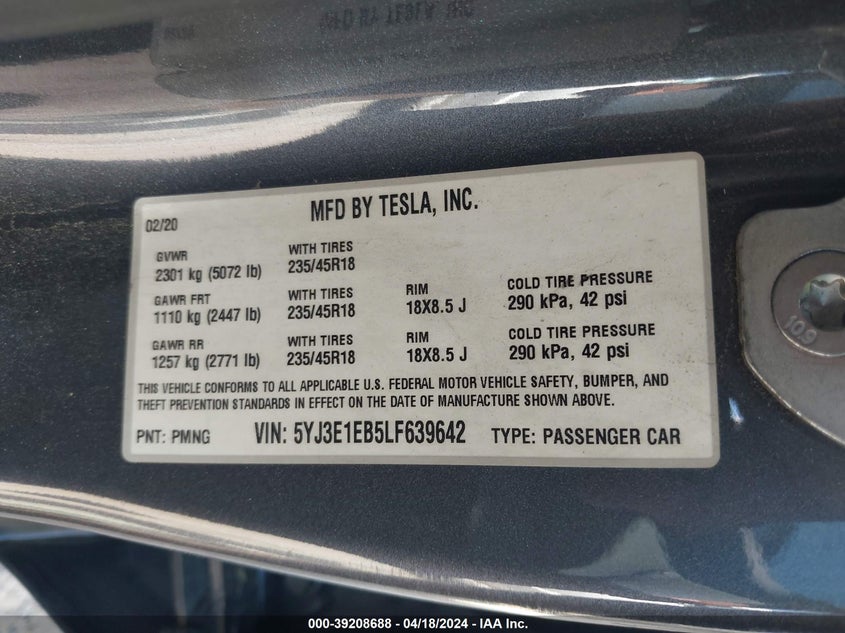 MFD BY TESLA, INC.
02/20
GVWR
2301 kg (5072 lb)
WITH TIRES
235/45R18
GAWR FRT
1110 kg (2447 lb)
WITH TIRES
235/45R18
RIM
18X8.5 J
COLD TIRE PRESSURE
290 kPa, 42 psi
GAWR RR
1257 kg (2771 lb)
WITH TIRES
235/45R18
RIM
18X8.5 J
COLD TIRE PRESSURE
290 kPa, 42 psi
THIS VEHICLE CONFORMS TO ALL APPLICABLE U.S. FEDERAL MOTOR VEHICLE SAFETY, BUMPER, AND
THEFT PREVENTION STANDARDS IN EFFECT ON THE DATE OF MANUFACTURE SHOWN ABOVE.
PNT: PMNG VIN: 5YJ3E1EB5LF639642 TYPE: PASSENGER CAR
109
000-39208688 - 04/18/2024 - IAA Inc.